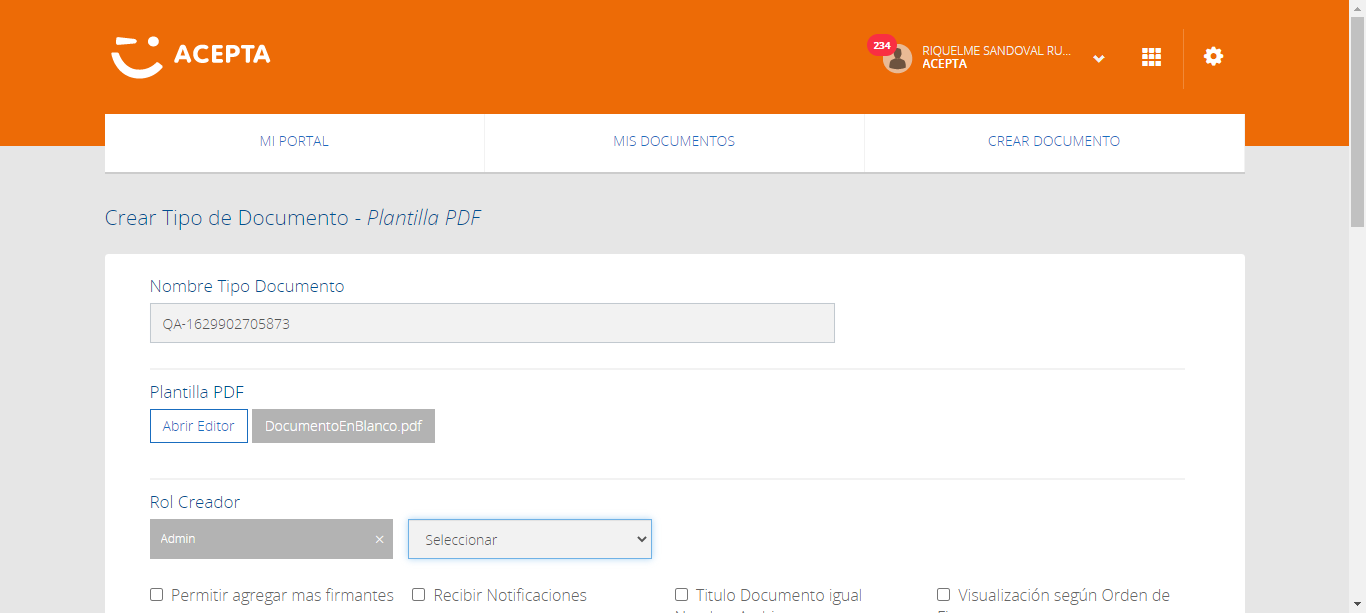 ACEPTA
234
RIQUELME SANDOVAL RU...
ACEPTA
MI PORTAL
MIS DOCUMENTOS
CREAR DOCUMENTO
Crear Tipo de Documento - Plantilla PDF
Nombre Tipo Documento
QA-1629902705873
Plantilla PDF
Abrir Editor
DocumentoEnBlanco.pdf
Rol Creador
Admin ×
Seleccionar
Permitir agregar mas firmantes
Recibir Notificaciones
Titulo Documento igual
Visualización según Orden de